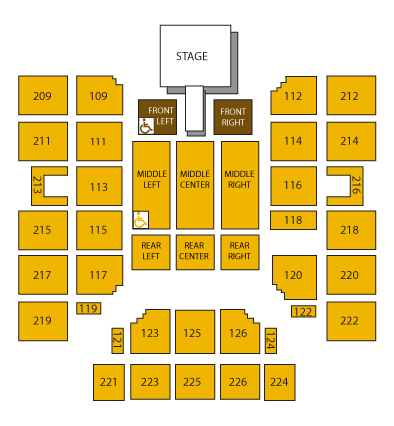 STAGE
209
109
112
212
FRONT
LEFT
FRONT
RIGHT
211
111
114
214
MIDDLE
LEFT
MIDDLE
CENTER
MIDDLE
RIGHT
213
113
116
216
215
115
118
218
REAR
LEFT
REAR
CENTER
REAR
RIGHT
217
117
120
220
119
122
219
121
123
125
126
124
222
221
223
225
226
224